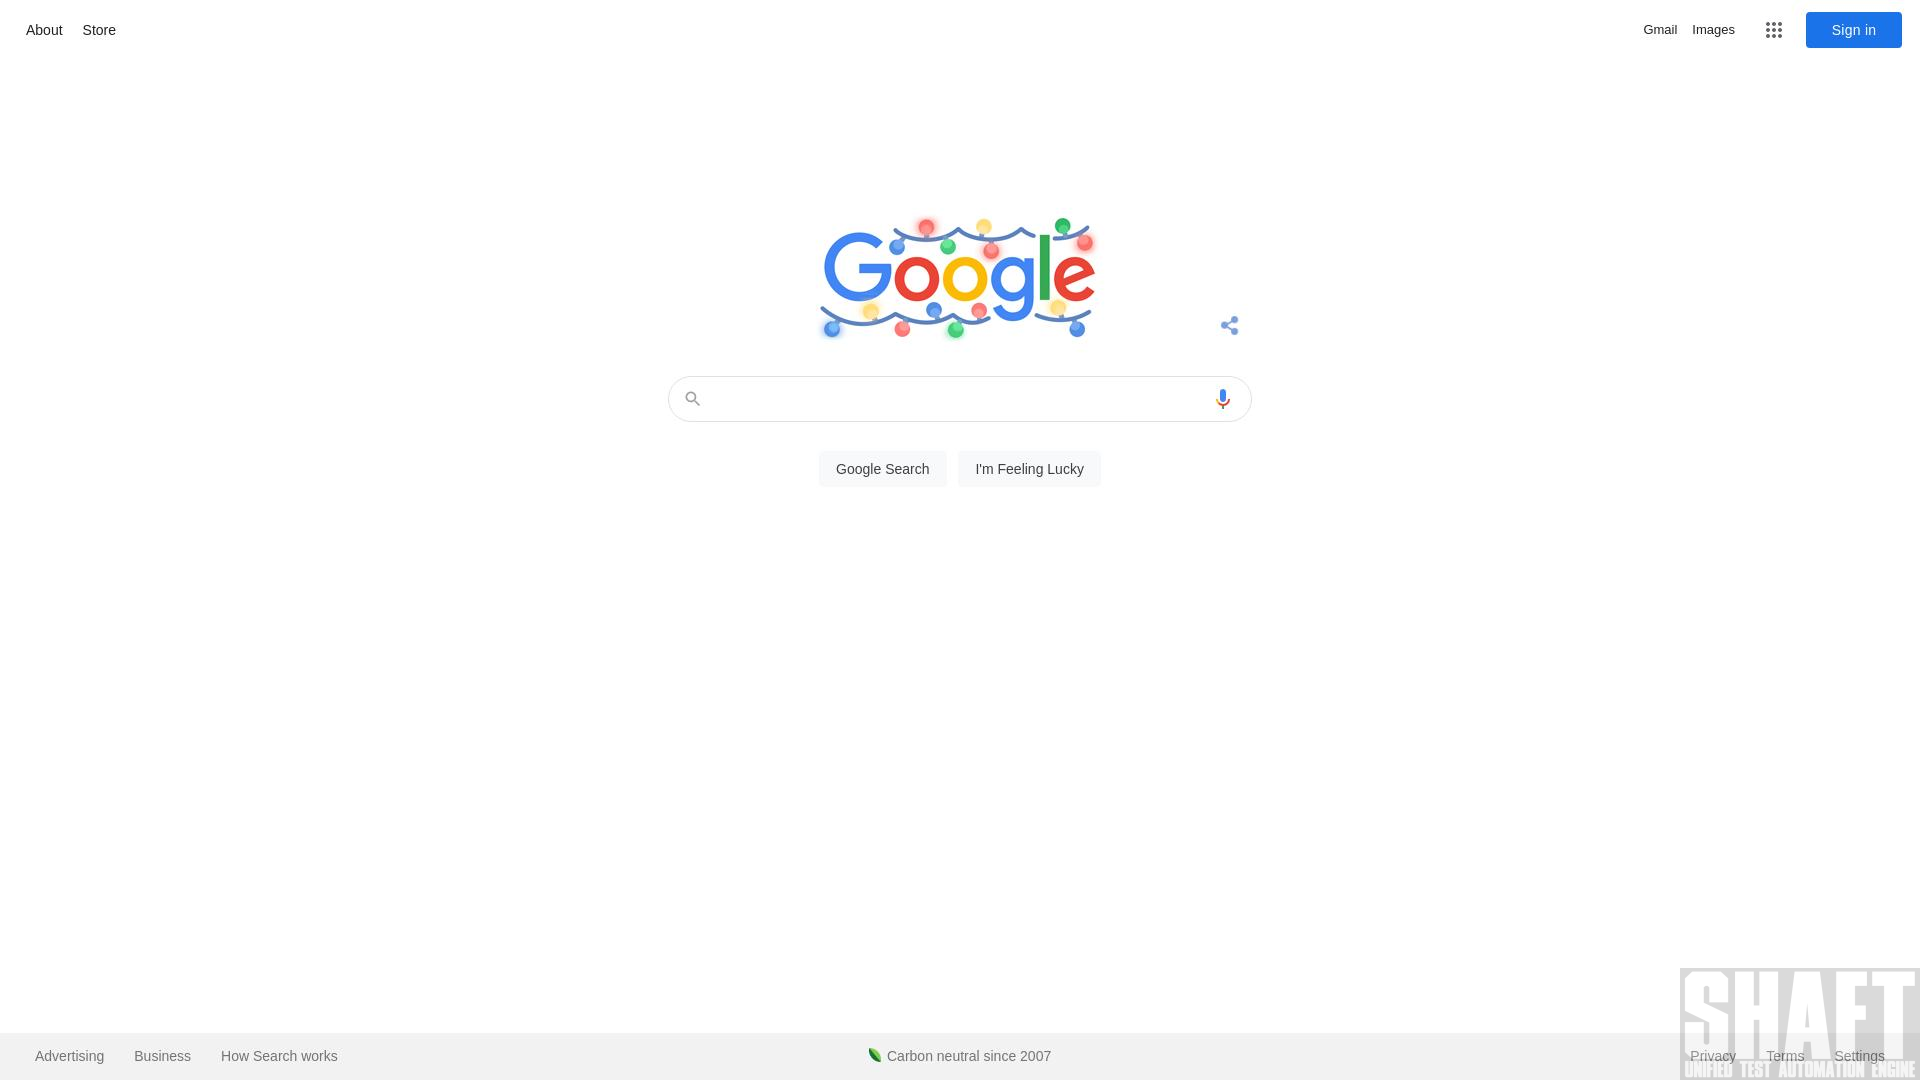 About Store
Gmail Images Sign in
Google
Google Search I'm Feeling Lucky
Advertising Business How Search works
Carbon neutral since 2007
Privacy Terms Settings
SHAFT
UNIFIED TEST AUTOMATION ENGINE